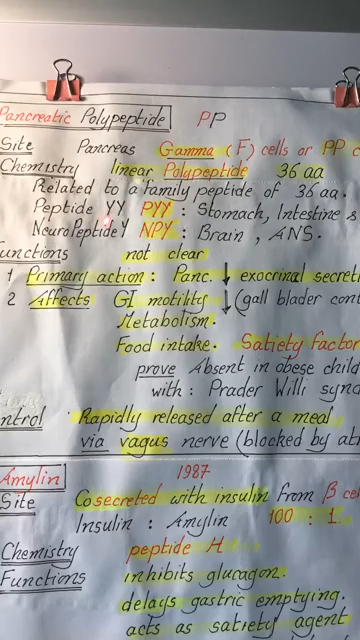 Pancreatic Polypeptide PP
Site Pancreas Gamma (F) cells or PP c
Chemistry linear Polypeptide 36 aa
Related to a family peptide of 36 aa.
Peptide YY PYY : Stomach, Intestine s
NeuroPeptide Y NPY : Brain, ANS.
Functions not clear
1 Primary action : Panc. ↓ exocrinal secreti
2 Affects GI motility ↓ (gall blader con
Metabolism.
Food intake. Satiety Factor
prove Absent in obese child
with : Prader Willi synd
ntrol Rapidly released after a meal
via vagus nerve (blocked by at
Amylin 1987
Site Cosecreted with insulin from β cel
Insulin : Amylin 100 : 1
Chemistry peptide H
Functions inhibits glucagon.
delays gastric emptying.
acts as satiety agent